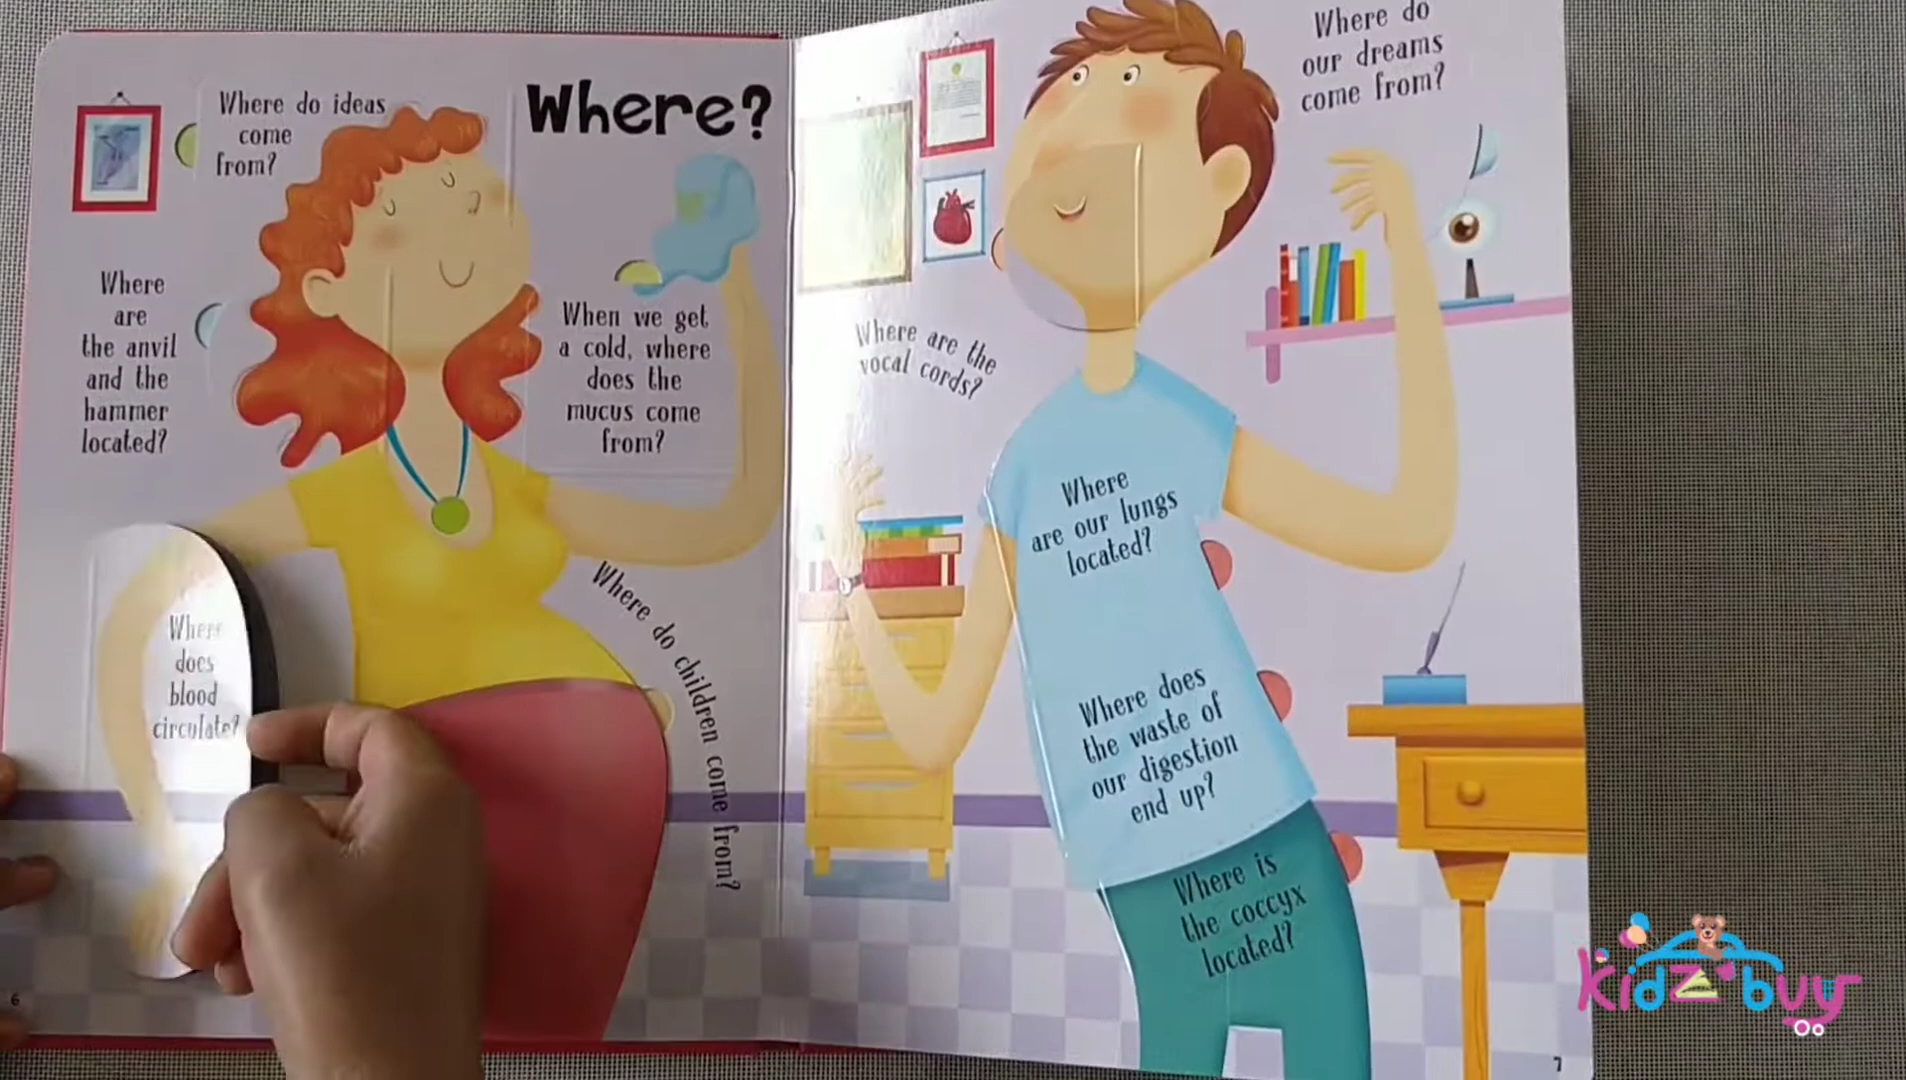 Where?
Where do ideas
come
from?
Where
are
the anvil
and the
hammer
located?
When we get
a cold, where
does the
mucus come
from?
Where
does
blood
circulate?
Where do children come from?
6
Where do
our dreams
come from?
Where are the
vocal cords?
Where
are our lungs
located?
Where does
the waste of
our digestion
end up?
Where is
the coccyx
located?
7
kidz buy